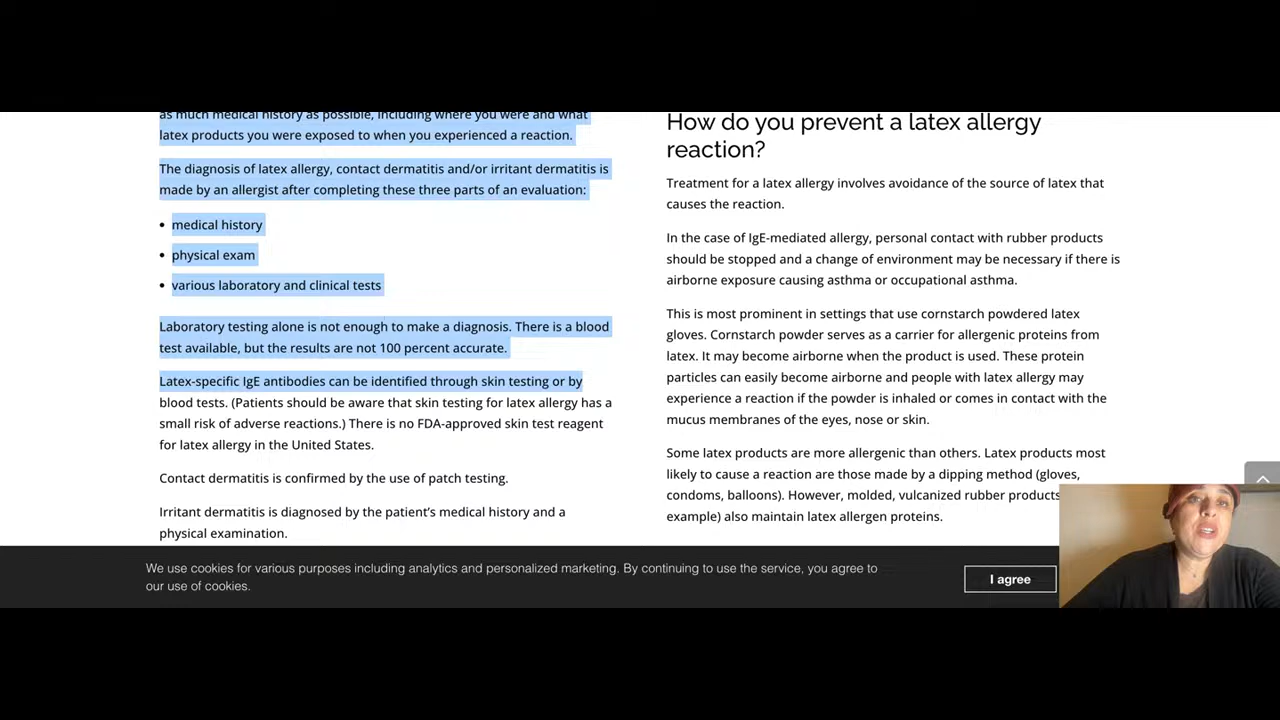 as much medical history as possible, including where you were and what
latex products you were exposed to when you experienced a reaction.
The diagnosis of latex allergy, contact dermatitis and/or irritant dermatitis is
made by an allergist after completing these three parts of an evaluation:
• medical history
• physical exam
• various laboratory and clinical tests
Laboratory testing alone is not enough to make a diagnosis. There is a blood
test available, but the results are not 100 percent accurate.
Latex-specific IgE antibodies can be identified through skin testing or by
blood tests. (Patients should be aware that skin testing for latex allergy has a
small risk of adverse reactions.) There is no FDA-approved skin test reagent
for latex allergy in the United States.
Contact dermatitis is confirmed by the use of patch testing.
Irritant dermatitis is diagnosed by the patient’s medical history and a
physical examination.
How do you prevent a latex allergy
reaction?
Treatment for a latex allergy involves avoidance of the source of latex that
causes the reaction.
In the case of IgE-mediated allergy, personal contact with rubber products
should be stopped and a change of environment may be necessary if there is
airborne exposure causing asthma or occupational asthma.
This is most prominent in settings that use cornstarch powdered latex
gloves. Cornstarch powder serves as a carrier for allergenic proteins from
latex. It may become airborne when the product is used. These protein
particles can easily become airborne and people with latex allergy may
experience a reaction if the powder is inhaled or comes in contact with the
mucus membranes of the eyes, nose or skin.
Some latex products are more allergenic than others. Latex products most
likely to cause a reaction are those made by a dipping method (gloves,
condoms, balloons). However, molded, vulcanized rubber products
example) also maintain latex allergen proteins.
We use cookies for various purposes including analytics and personalized marketing. By continuing to use the service, you agree to
our use of cookies.
I agree